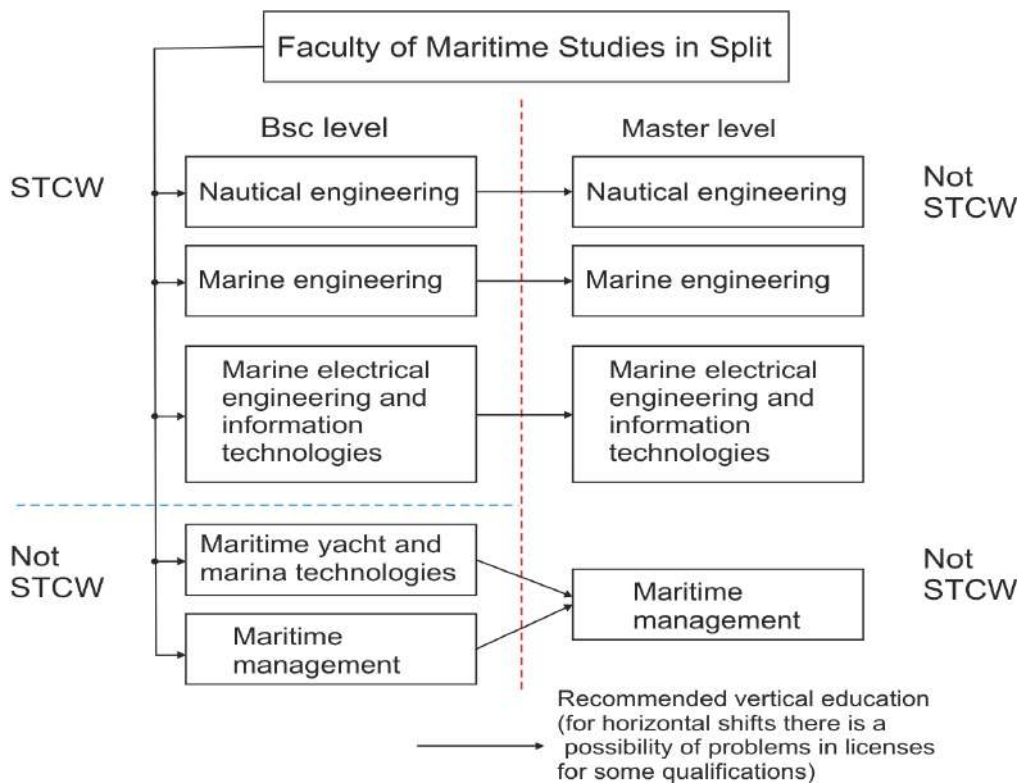 Faculty of Maritime Studies in Split
Bsc level
Master level
STCW
Nautical engineering
Nautical engineering
Not
STCW
Marine engineering
Marine engineering
Marine electrical
engineering and
information
technologies
Marine electrical
engineering and
information
technologies
Not
STCW
Maritime yacht and
marina technologies
Maritime
management
Maritime
management
Not
STCW
Recommended vertical education
(for horizontal shifts there is a
possibility of problems in licenses
for some qualifications)